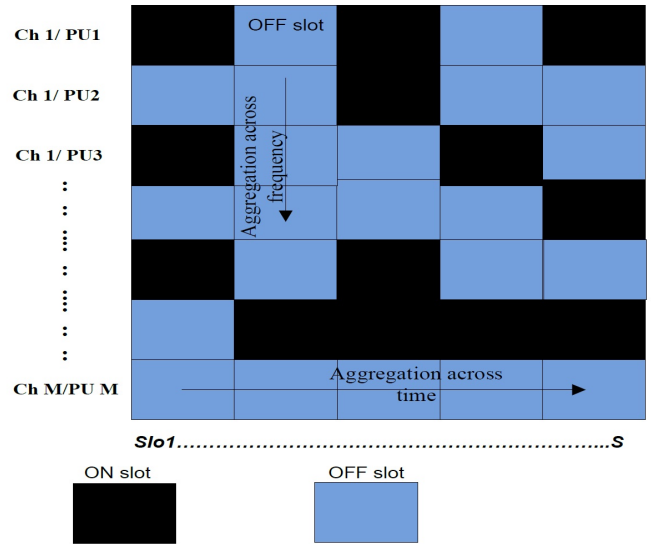 Ch 1/ PU1
OFF slot
Ch 1/ PU2
Ch 1/ PU3
Aggregation across
frequency
Ch M/PU M
Aggregation across
time
Slo1.................................................................S
ON slot
OFF slot